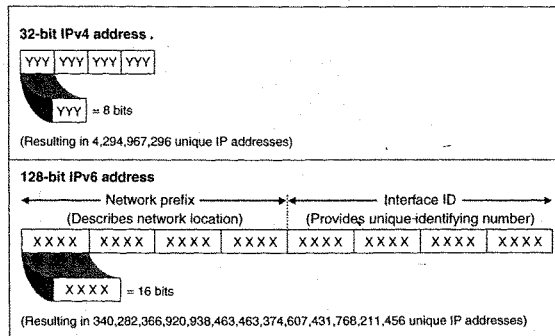 32-bit IPv4 address .
YYY YYY YYY YYY
YYY = 8 bits
(Resulting in 4,294,967,296 unique IP addresses)
128-bit IPv6 address
Network prefix Interface ID
(Describes network location) (Provides unique-identifying number)
XXXX XXXX XXXX XXXX XXXX XXXX XXXX XXXX
XXXX = 16 bits
(Resulting in 340,282,366,920,938,463,463,374,607,431,768,211,456 unique IP addresses)